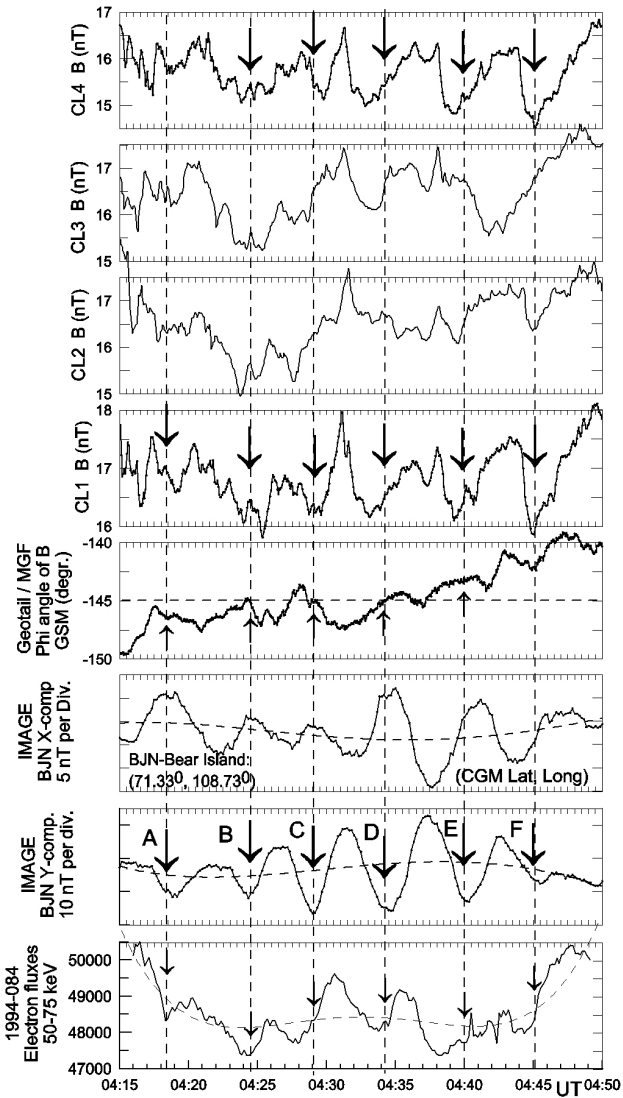 17
16
15
CL4 B (nT)
17
16
15
CL3 B (nT)
17
16
15
CL2 B (nT)
18
17
16
CL1 B (nT)
-140
-145
-150
Geotail / MGF
Phi angle of B
GSM (degr.)
IMAGE
BJN X-comp
5 nT per Div.
BJN-Bear Island:
(71.33⁰, 108.73⁰)
(CGM Lat, Long)
IMAGE
BJN Y-comp.
10 nT per div.
A
B
C
D
E
F
50000
49000
48000
47000
1994-084
Electron fluxes
50-75 keV
04:15 04:20 04:25 04:30 04:35 04:40 04:45 UT 04:50